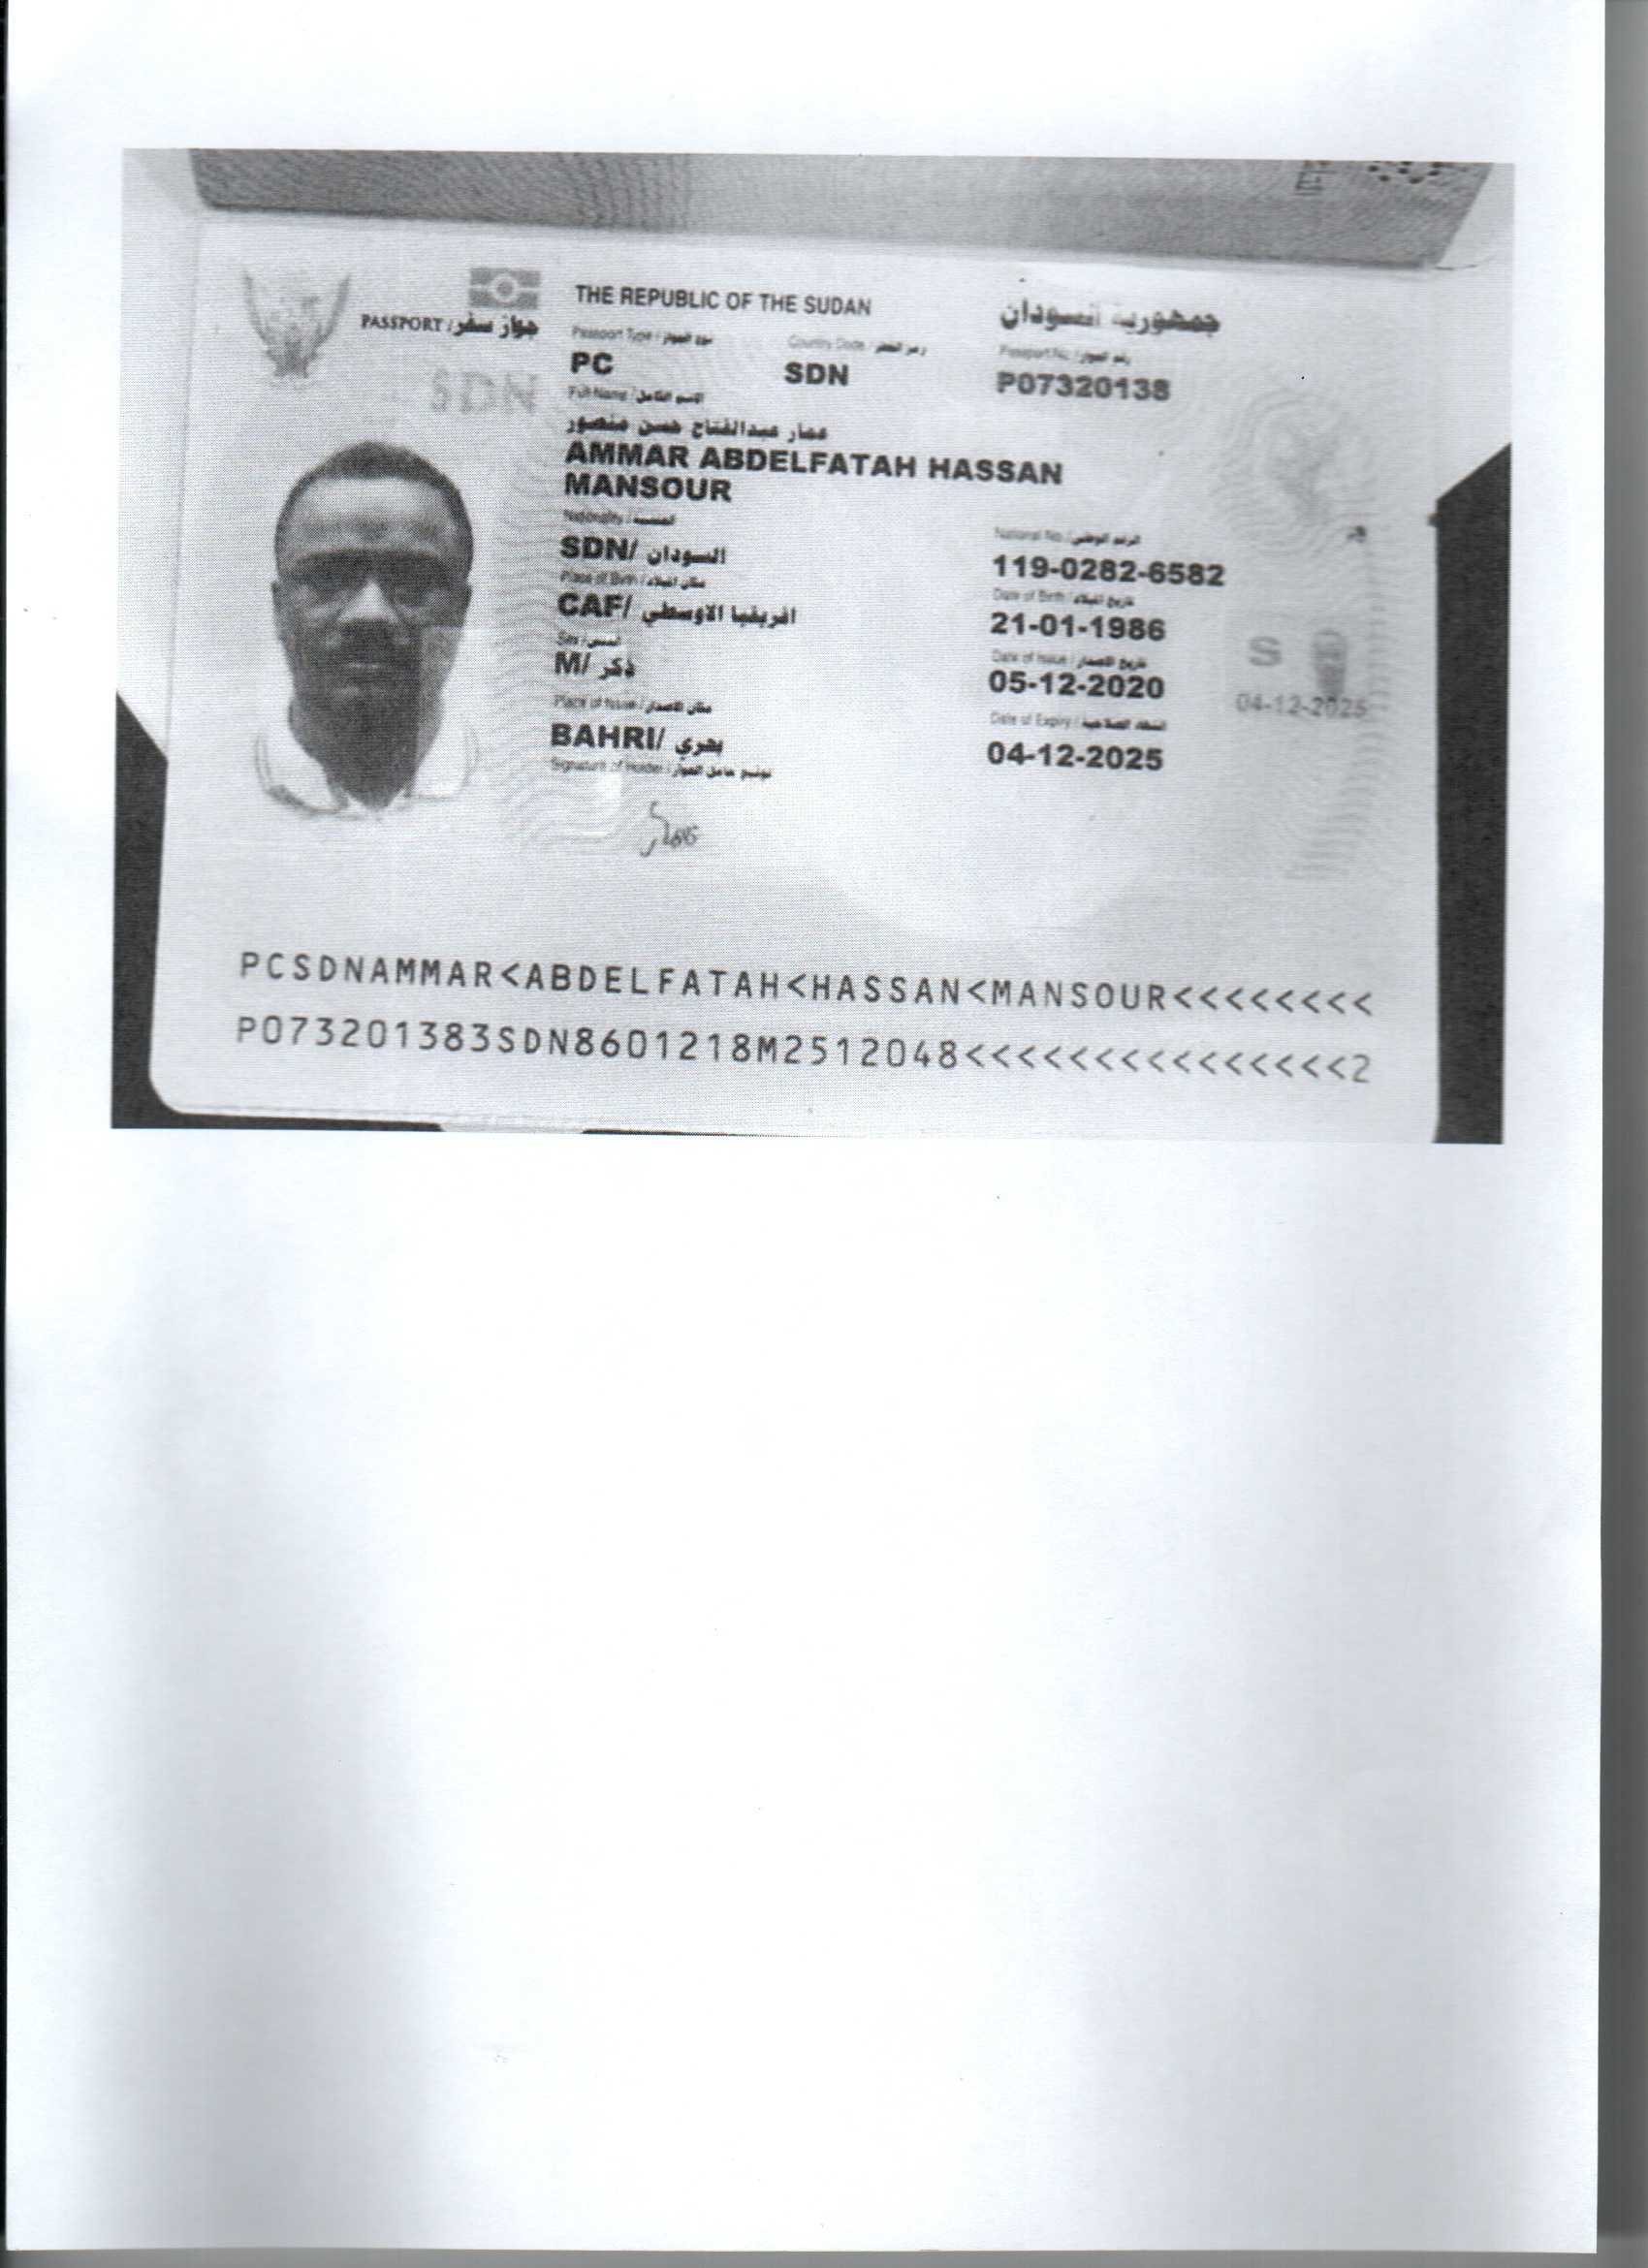 THE REPUBLIC OF THE SUDAN
جمهورية السودان
PASSPORT / جواز سفر
Passport Type / نوع الجواز
Country Code / رمز القطر
Passport No. / رقم الجواز
PC
SDN
P07320138
Full Name / الاسم الكامل
عمار عبدالفتاح حسن منصور
AMMAR ABDELFATAH HASSAN
MANSOUR
Nationality / الجنسية
National No. / الرقم الوطني
SDN/ السودان
119-0282-6582
Place of Birth / مكان الميلاد
Date of Birth / تاريخ الميلاد
CAF/ افريقيا الاوسطي
21-01-1986
Sex / الجنس
Date of Issue / تاريخ الاصدار
M/ ذكر
05-12-2020
04-12-2025
Place of Issue / مكان الاصدار
Date of Expiry / انتهاء الصلاحية
BAHRI/ بحري
04-12-2025
Signature of Holder / توقيع حامل الجواز
PCSDNAMMAR<ABDELFATAH<HASSAN<MANSOUR<<<<<<<<
P073201383SDN8601218M2512048<<<<<<<<<<<<<<<2